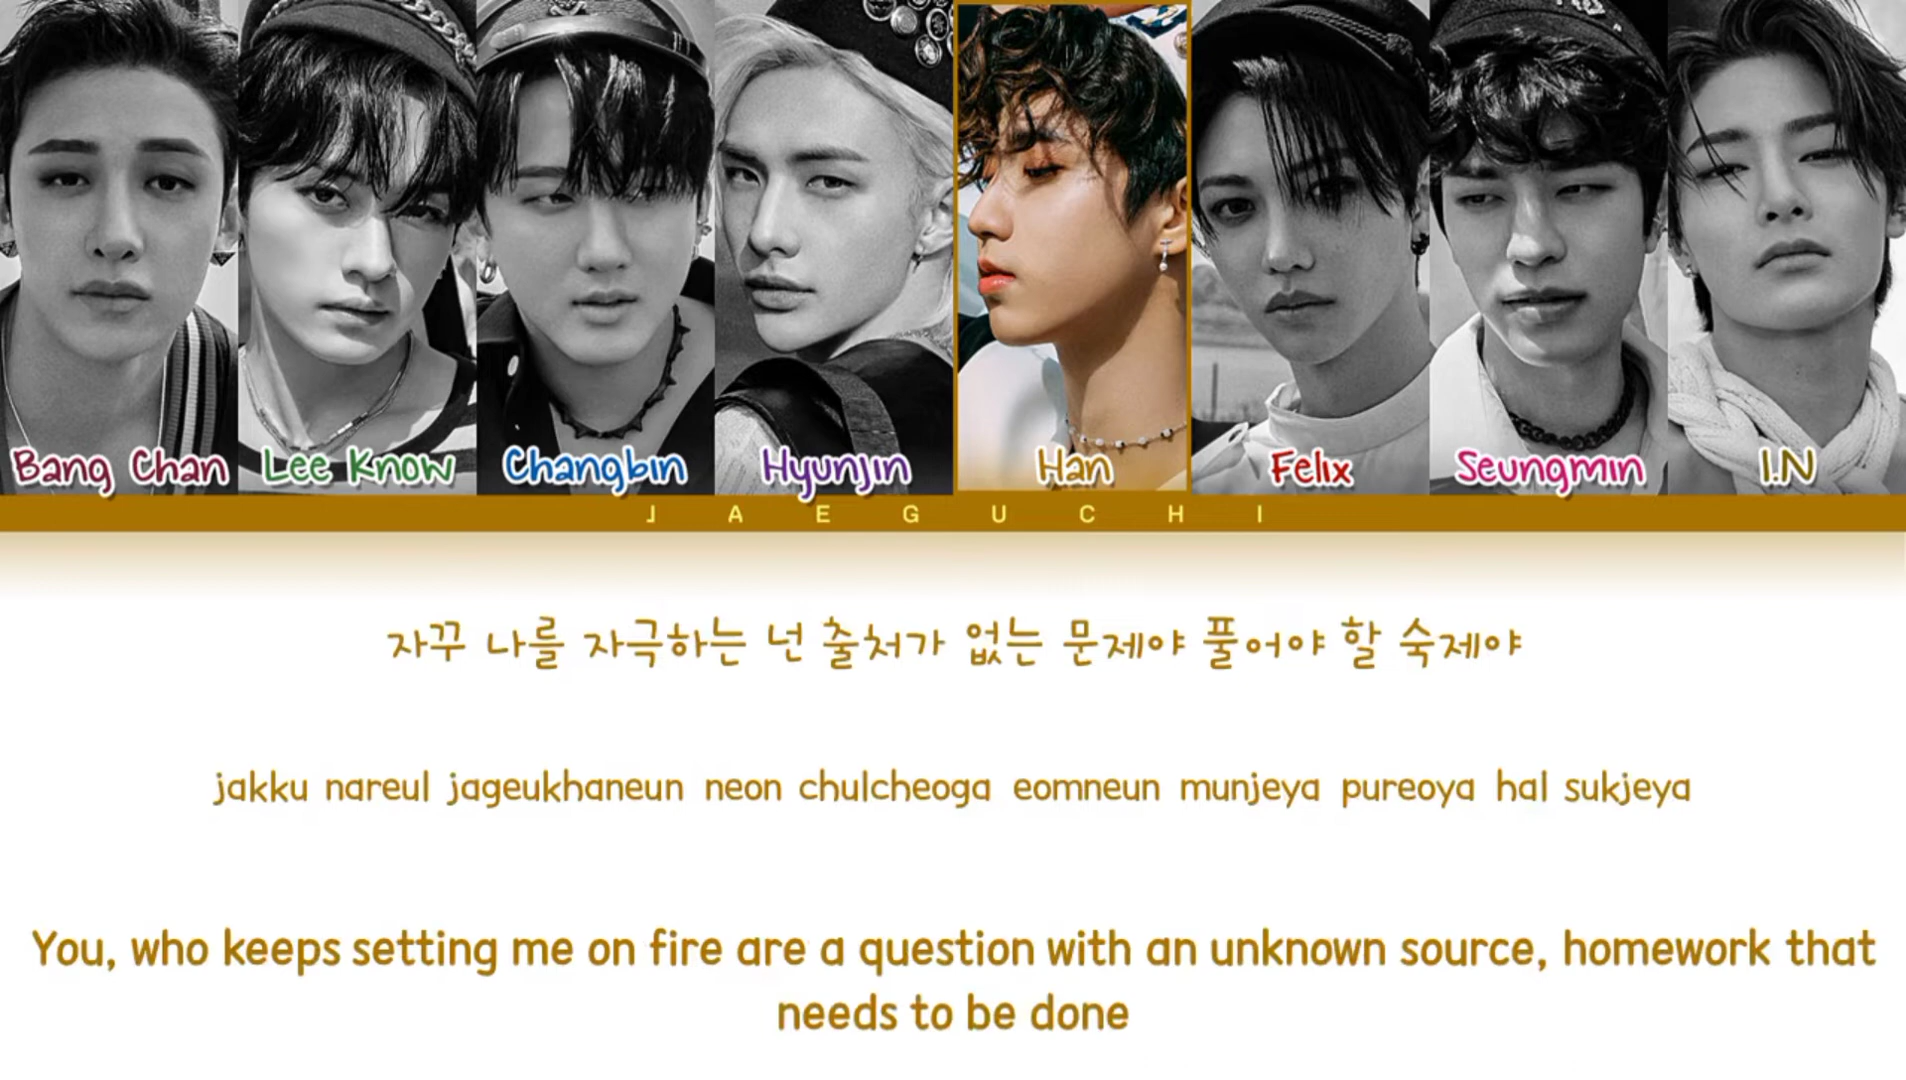 Bang Chan
Lee Know
Changbin
Hyunjin
Han
Felix
Seungmin
I.N
JAEGUCHI
자꾸 나를 자극하는 넌 출처가 없는 문제야 풀어야 할 숙제야
jakku nareul jageukhaneun neon chulcheoga eomneun munjeya pureoya hal sukjeya
You, who keeps setting me on fire are a question with an unknown source, homework that
needs to be done